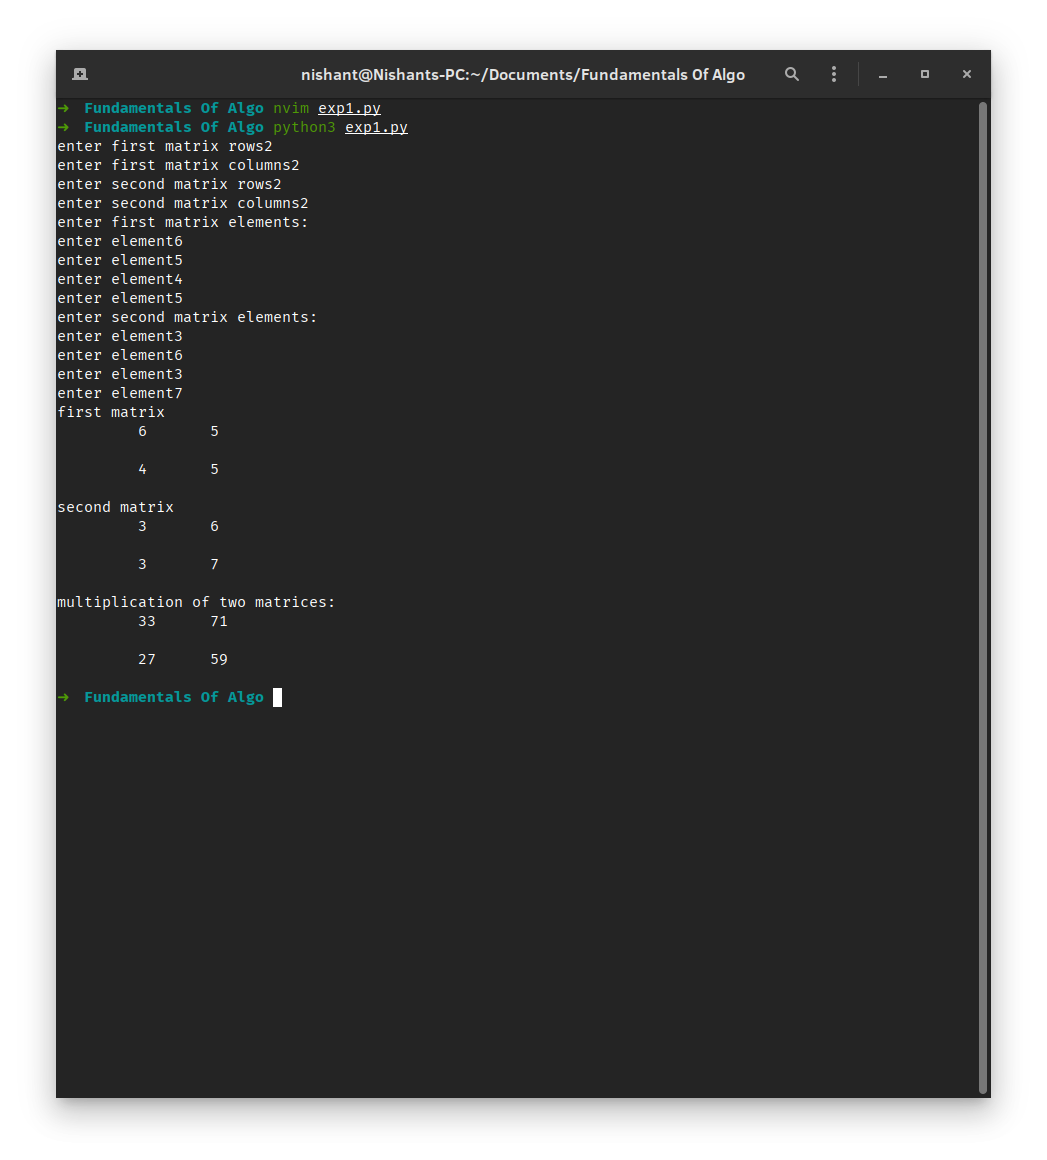 nishant@Nishants-PC:~/Documents/Fundamentals Of Algo
➜  Fundamentals Of Algo nvim exp1.py
➜  Fundamentals Of Algo python3 exp1.py
enter first matrix rows2
enter first matrix columns2
enter second matrix rows2
enter second matrix columns2
enter first matrix elements:
enter element6
enter element5
enter element4
enter element5
enter second matrix elements:
enter element3
enter element6
enter element3
enter element7
first matrix
6 5
4 5
second matrix
3 6
3 7
multiplication of two matrices:
33 71
27 59
➜  Fundamentals Of Algo